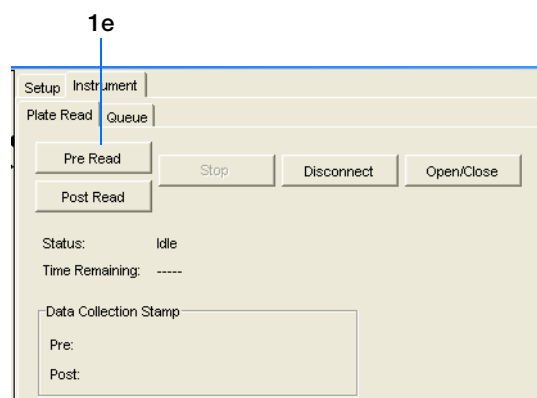 1e
Setup Instrument
Plate Read Queue
Pre Read
Stop Disconnect Open/Close
Post Read
Status: Idle
Time Remaining: -----
Data Collection Stamp
Pre:
Post: